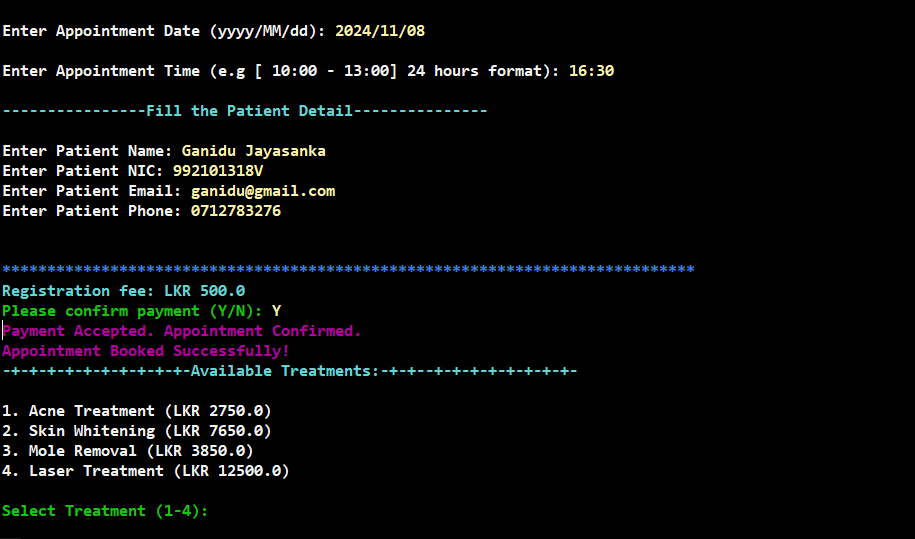 Enter Appointment Date (yyyy/MM/dd): 2024/11/08
Enter Appointment Time (e.g [ 10:00 - 13:00] 24 hours format): 16:30
----------------Fill the Patient Detail---------------
Enter Patient Name: Ganidu Jayasanka
Enter Patient NIC: 992101318V
Enter Patient Email: ganidu@gmail.com
Enter Patient Phone: 0712783276
*****************************************************************************
Registration fee: LKR 500.0
Please confirm payment (Y/N): Y
Payment Accepted. Appointment Confirmed.
Appointment Booked Successfully!
-+-+-+-+-+-+-+-+-+-+-Available Treatments:-+-+--+-+-+-+-+-+-+-+-
1. Acne Treatment (LKR 2750.0)
2. Skin Whitening (LKR 7650.0)
3. Mole Removal (LKR 3850.0)
4. Laser Treatment (LKR 12500.0)
Select Treatment (1-4):